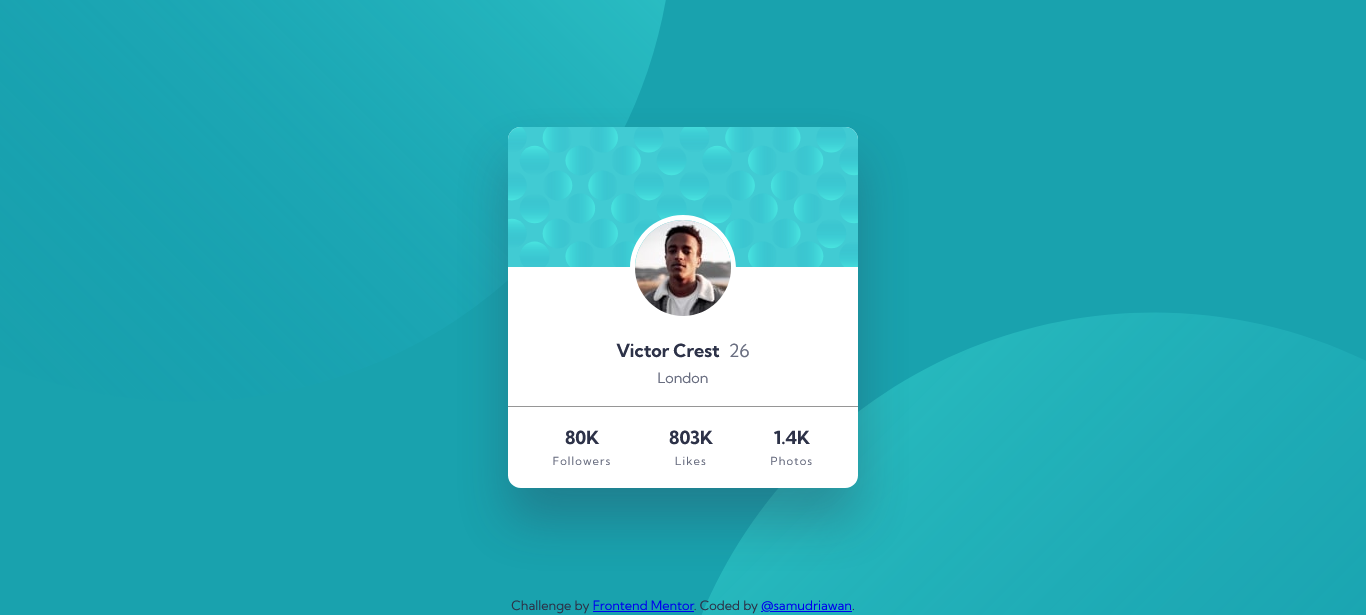 Victor Crest 26
London
80K 803K 1.4K
Followers Likes Photos
Challenge by Frontend Mentor. Coded by @samudriawan.